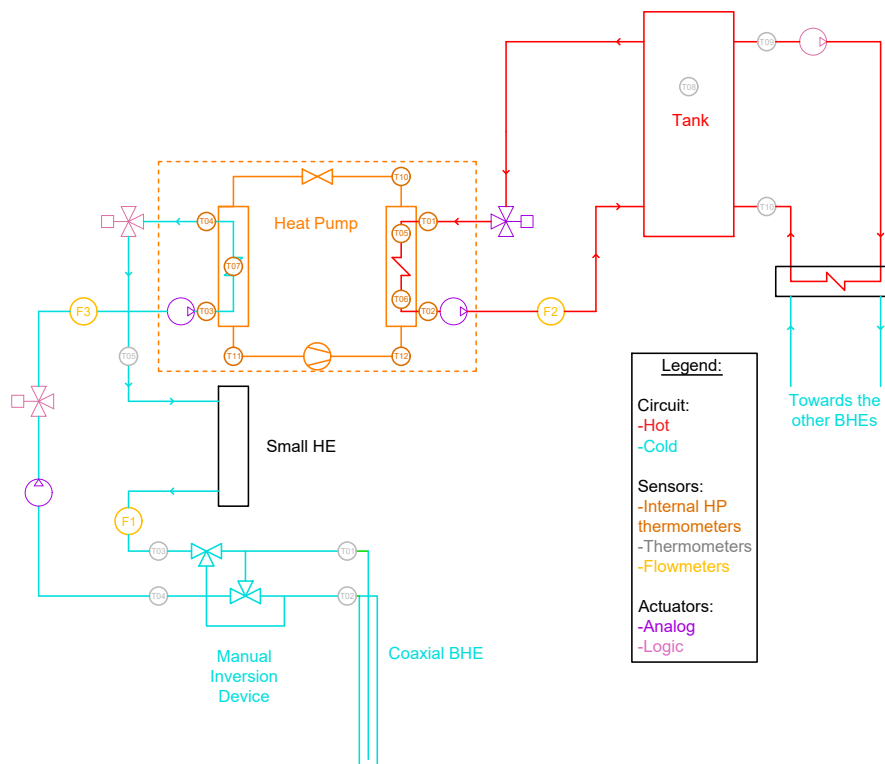 T09
T08
Tank
T10
T10
T04
Heat Pump
T01
T05
T07
T06
F3
T03
T02
F2
T05
T11
T12
Legend:
Circuit:
-Hot
-Cold
Sensors:
-Internal HP
thermometers
-Thermometers
-Flowmeters
Actuators:
-Analog
-Logic
Towards the
other BHEs
Small HE
F1
T03
T01
T04
T02
Manual
Inversion
Device
Coaxial BHE